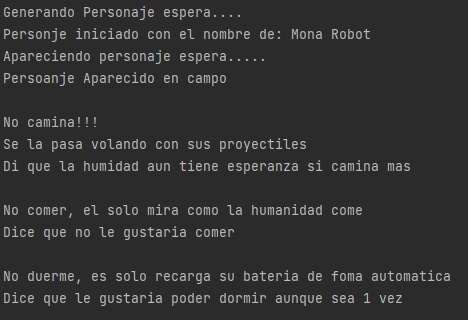 Generando Personaje espera....
Personje iniciado con el nombre de: Mona Robot
Apareciendo personaje espera.....
Persoanje Aparecido en campo
No camina!!!
Se la pasa volando con sus proyectiles
Di que la humidad aun tiene esperanza si camina mas
No comer, el solo mira como la humanidad come
Dice que no le gustaria comer
No duerme, es solo recarga su bateria de foma automatica
Dice que le gustaria poder dormir aunque sea 1 vez